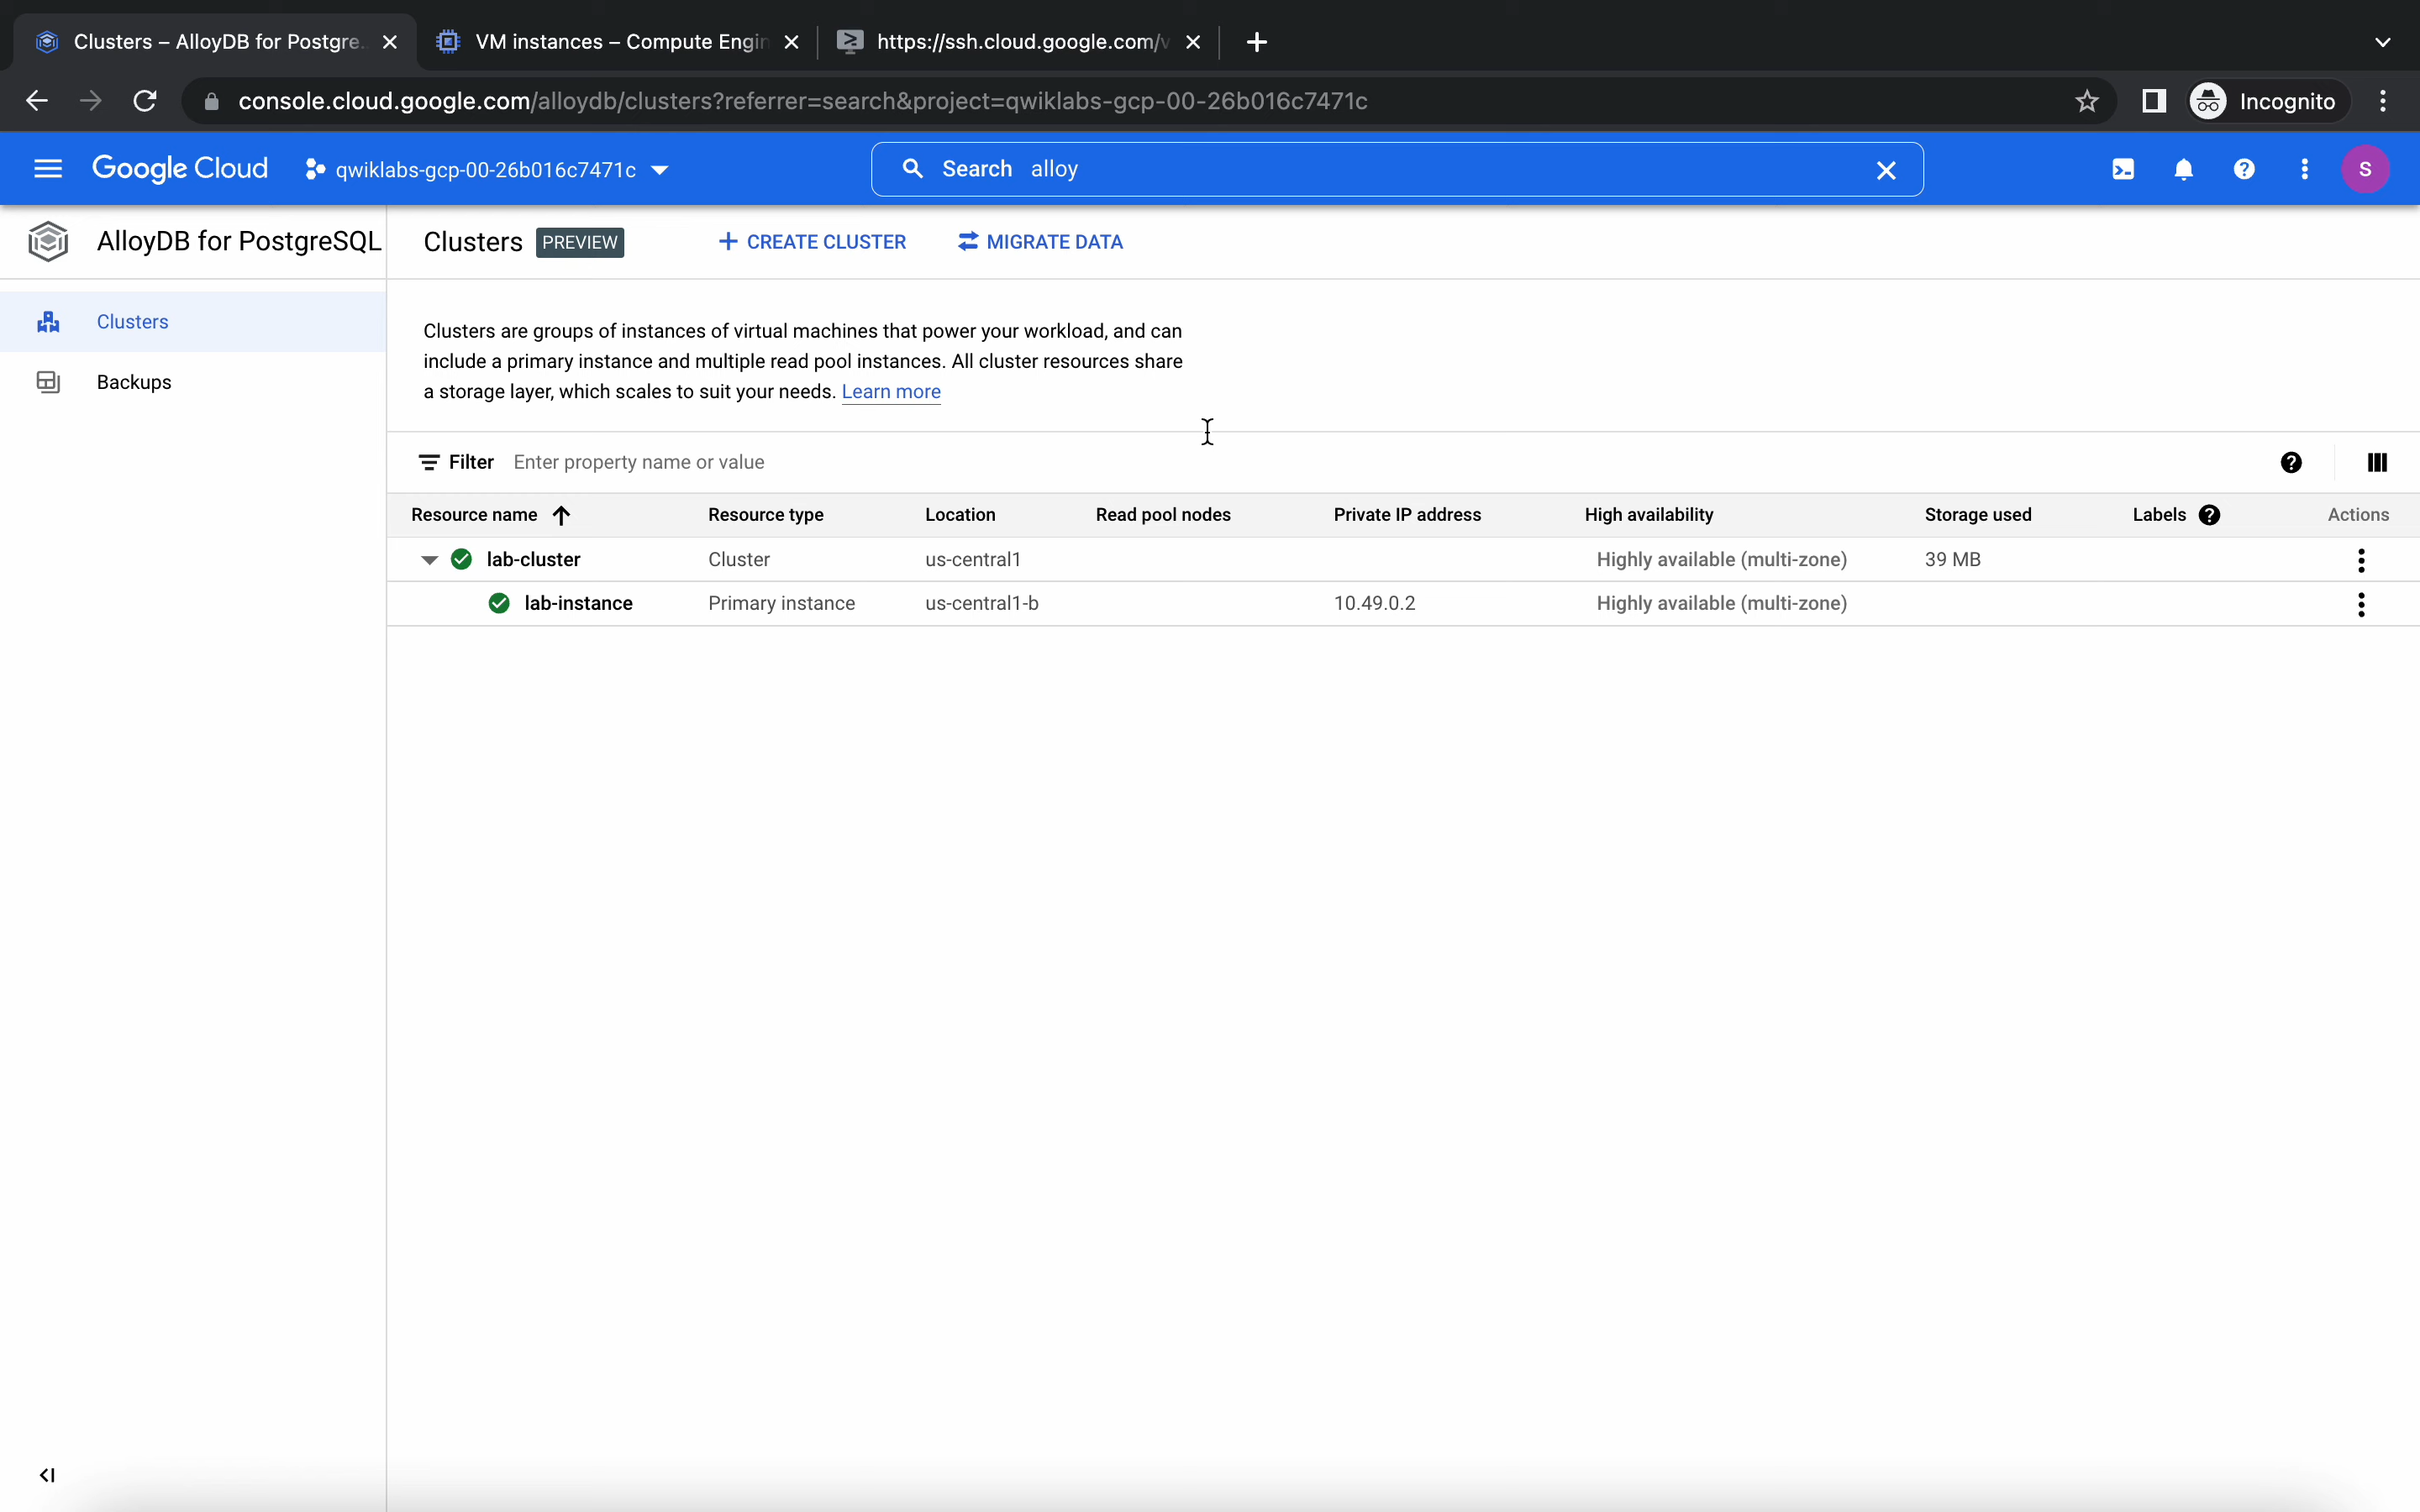 Clusters – AlloyDB for Postgre
VM instances – Compute Engin
https://ssh.cloud.google.com/v
console.cloud.google.com/alloydb/clusters?referrer=search&project=qwiklabs-gcp-00-26b016c7471c
Incognito
Google Cloud
qwiklabs-gcp-00-26b016c7471c
Search alloy
S
AlloyDB for PostgreSQL
Clusters PREVIEW
CREATE CLUSTER
MIGRATE DATA
Clusters
Backups
Clusters are groups of instances of virtual machines that power your workload, and can
include a primary instance and multiple read pool instances. All cluster resources share
a storage layer, which scales to suit your needs. Learn more
Filter Enter property name or value
Resource name Resource type Location Read pool nodes Private IP address High availability Storage used Labels Actions
lab-cluster Cluster us-central1 Highly available (multi-zone) 39 MB
lab-instance Primary instance us-central1-b 10.49.0.2 Highly available (multi-zone)